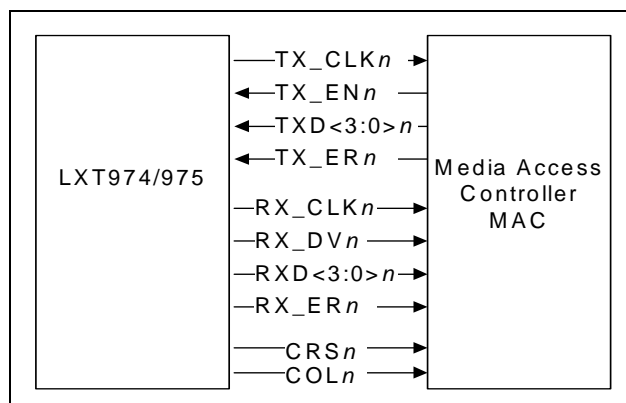 LXT974/975
TX_CLKn
TX_ENn
TXD<3:0>n
TX_ERn
RX_CLKn
RX_DVn
RXD<3:0>n
RX_ERn
CRSn
COLn
Media Access
Controller
MAC